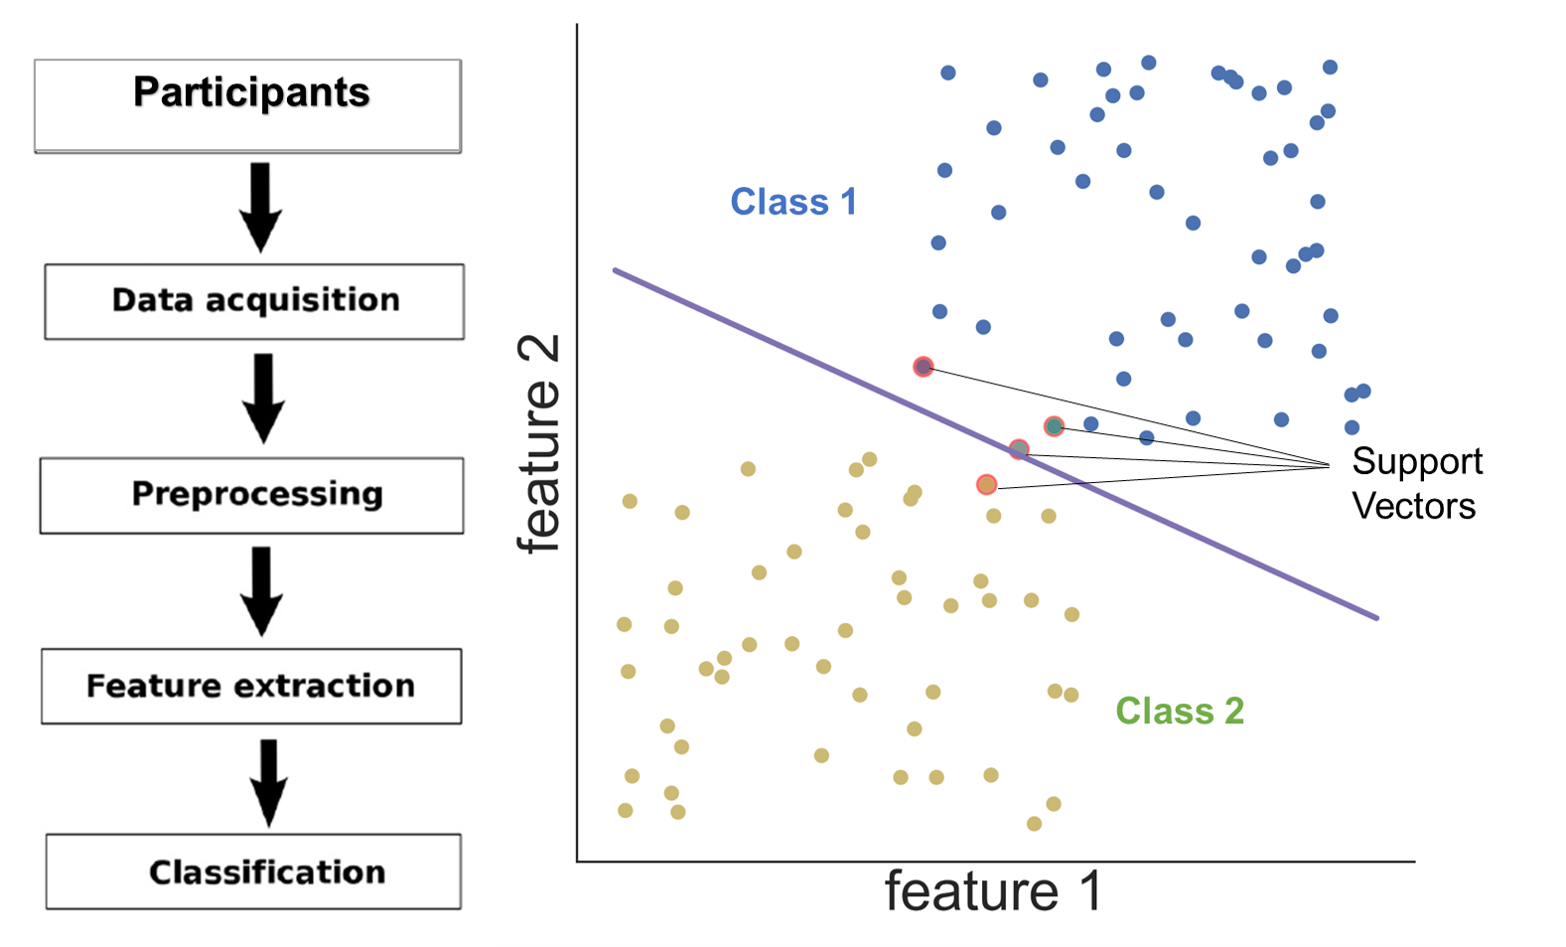 Participants
Data acquisition
Preprocessing
Feature extraction
Classification
feature 2
Class 1
Support
Vectors
Class 2
feature 1